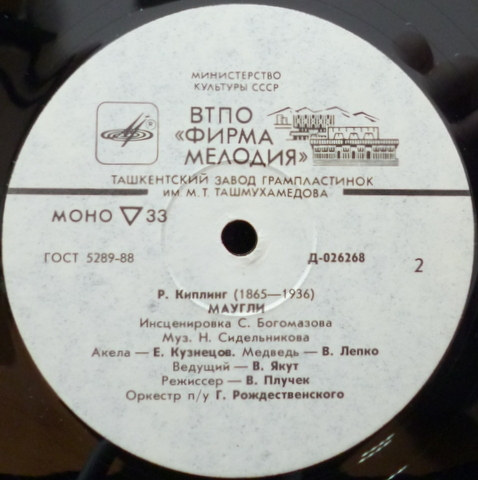 МИНИСТЕРСТВО
КУЛЬТУРЫ СССР
ВТПО
«ФИРМА
МЕЛОДИЯ»
ТАШКЕНТСКИЙ ЗАВОД ГРАМПЛАСТИНОК
ИМ. М. Т. ТАШМУХАМЕДОВА
МОНО 33
ГОСТ 5289-88
Д-026268
2
Р. Киплинг (1865—1936)
МАУГЛИ
Инсценировка С. Богомазова
Муз. Н. Сидельникова
Акела — Е. Кузнецов. Медведь — В. Лепко
Ведущий — В. Якут
Режиссер — В. Плучек
Оркестр п/у Г. Рождественского